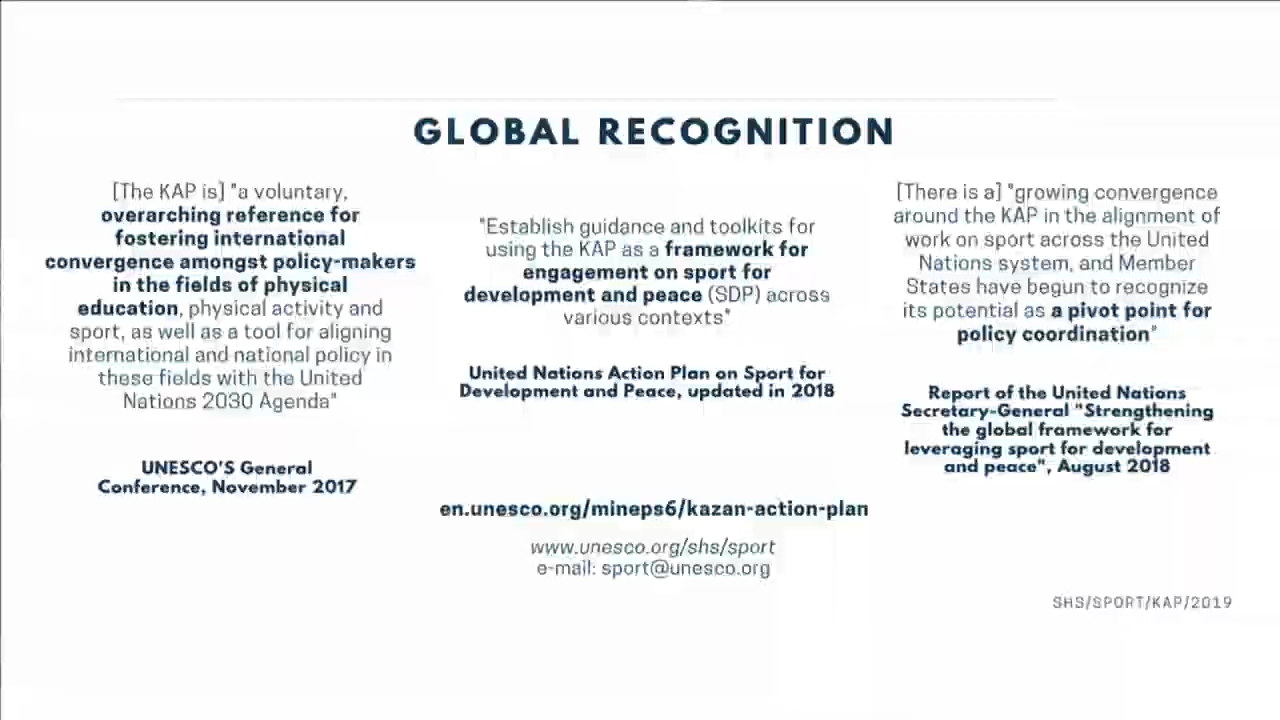 GLOBAL RECOGNITION
[The KAP is] "a voluntary,
overarching reference for
fostering international
convergence amongst policy-makers
in the fields of physical
education, physical activity and
sport, as well as a tool for aligning
international and national policy in
these fields with the United
Nations 2030 Agenda"
UNESCO'S General
Conference, November 2017
"Establish guidance and toolkits for
using the KAP as a framework for
engagement on sport for
development and peace (SDP) across
various contexts"
United Nations Action Plan on Sport for
Development and Peace, updated in 2018
[There is a] "growing convergence
around the KAP in the alignment of
work on sport across the United
Nations system, and Member
States have begun to recognize
its potential as a pivot point for
policy coordination"
Report of the United Nations
Secretary-General "Strengthening
the global framework for
leveraging sport for development
and peace", August 2018
en.unesco.org/mineps6/kazan-action-plan
www.unesco.org/shs/sport
e-mail: sport@unesco.org
SHS/SPORT/KAP/2019